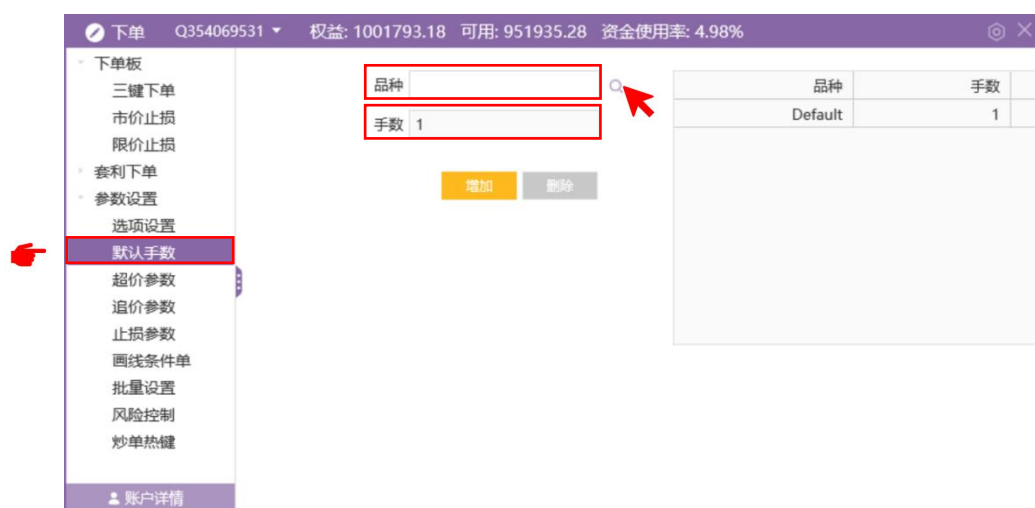 下单 Q354069531 权益: 1001793.18 可用: 951935.28 资金使用率: 4.98%
下单板
三键下单
市价止损
限价止损
套利下单
参数设置
选项设置
默认手数
超价参数
追价参数
止损参数
画线条件单
批量设置
风险控制
炒单热键
账户详情
品种
手数 1
增加 删除
品种 手数
Default 1